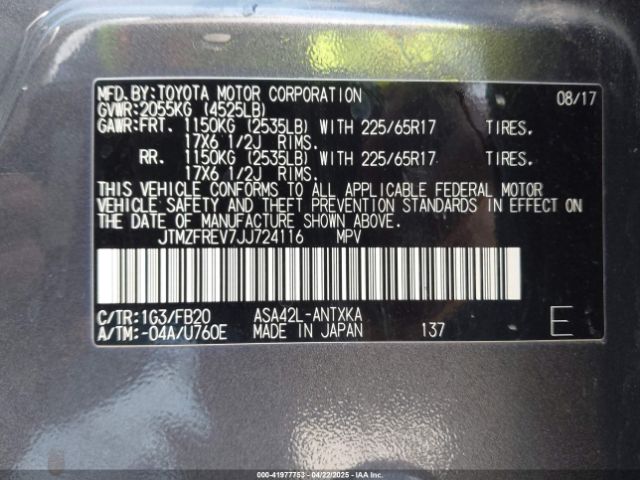 MFD.BY:TOYOTA MOTOR CORPORATION 08/17
GVWR:2055KG (4525LB)
GAWR:FRT. 1150KG (2535LB) WITH 225/65R17 TIRES.
17X6 1/2J RIMS.
RR. 1150KG (2535LB) WITH 225/65R17 TIRES.
17X6 1/2J RIMS.
THIS VEHICLE CONFORMS TO ALL APPLICABLE FEDERAL MOTOR
VEHICLE SAFETY AND THEFT PREVENTION STANDARDS IN EFFECT ON
THE DATE OF MANUFACTURE SHOWN ABOVE.
JTMZFREV7JJ724116 MPV
C/TR:1G3/FB20 ASA42L-ANTXKA
A/TM:-04A/U760E MADE IN JAPAN 137 E
000-41977753 - 04/22/2025 - IAAI.COM